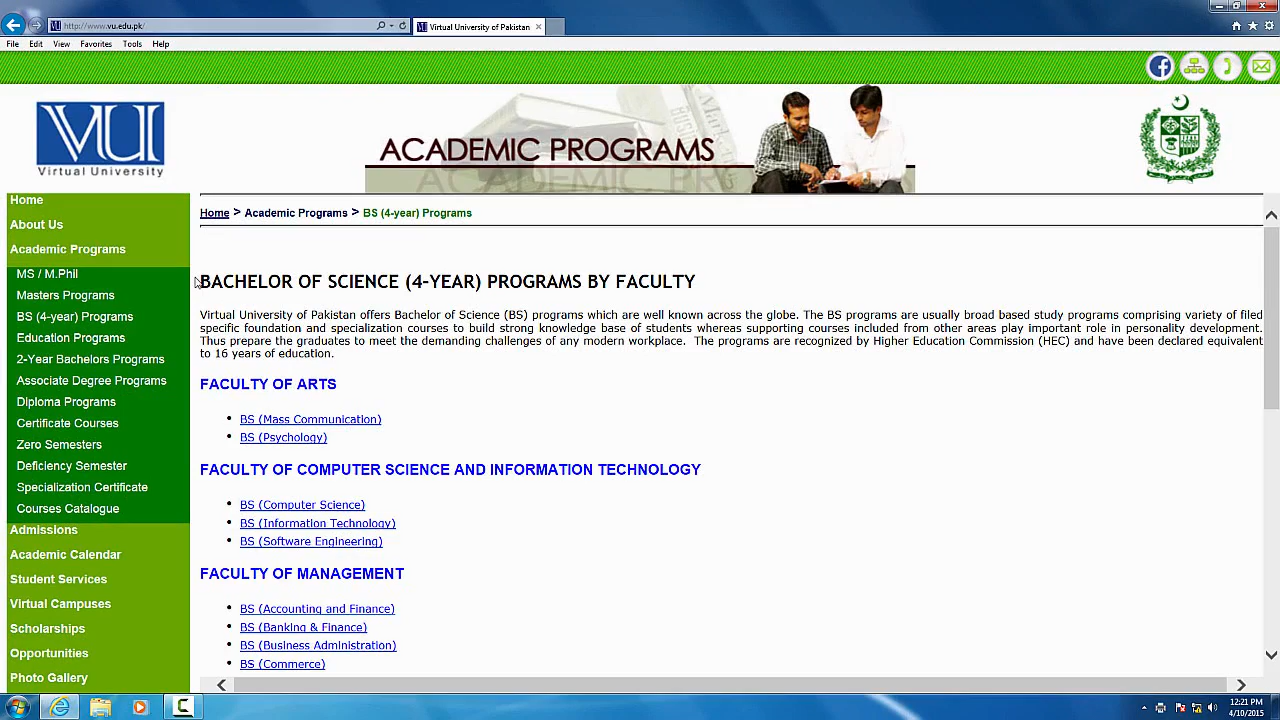 http://www.vu.edu.pk/
Virtual University of Pakistan
File Edit View Favorites Tools Help
VU
Virtual University
ACADEMIC PROGRAMS
Home
About Us
Academic Programs
MS / M.Phil
Masters Programs
BS (4-year) Programs
Education Programs
2-Year Bachelors Programs
Associate Degree Programs
Diploma Programs
Certificate Courses
Zero Semesters
Deficiency Semester
Specialization Certificate
Courses Catalogue
Admissions
Academic Calendar
Student Services
Virtual Campuses
Scholarships
Opportunities
Photo Gallery
Home > Academic Programs > BS (4-year) Programs
BACHELOR OF SCIENCE (4-YEAR) PROGRAMS BY FACULTY
Virtual University of Pakistan offers Bachelor of Science (BS) programs which are well known across the globe. The BS programs are usually broad based study programs comprising variety of filed
specific foundation and specialization courses to build strong knowledge base of students whereas supporting courses included from other areas play important role in personality development.
Thus prepare the graduates to meet the demanding challenges of any modern workplace. The programs are recognized by Higher Education Commission (HEC) and have been declared equivalent
to 16 years of education.
FACULTY OF ARTS
• BS (Mass Communication)
• BS (Psychology)
FACULTY OF COMPUTER SCIENCE AND INFORMATION TECHNOLOGY
• BS (Computer Science)
• BS (Information Technology)
• BS (Software Engineering)
FACULTY OF MANAGEMENT
• BS (Accounting and Finance)
• BS (Banking & Finance)
• BS (Business Administration)
• BS (Commerce)
12:21 PM
4/10/2015